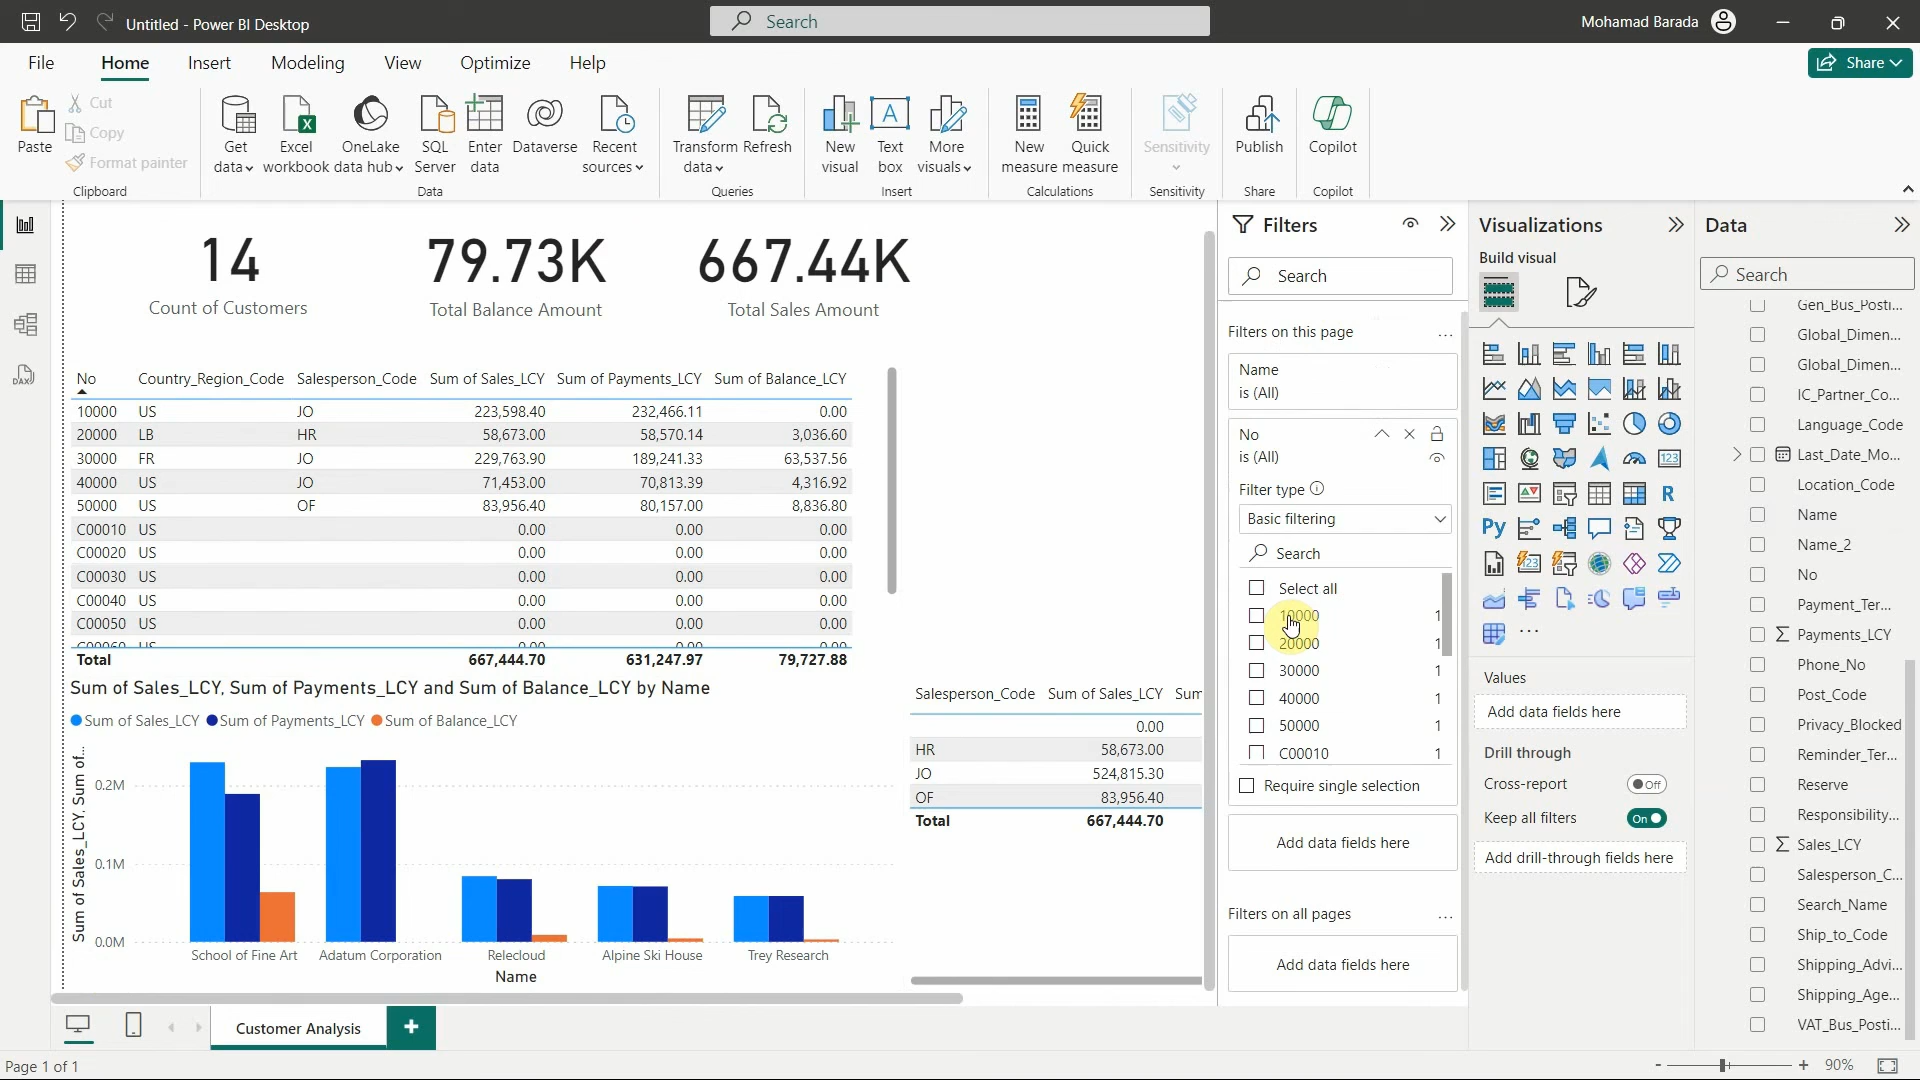 Untitled - Power BI Desktop
Search
Mohamad Barada
File Home Insert Modeling View Optimize Help
Share
Paste
Cut
Copy
Format painter
Clipboard
Get data
Excel workbook
OneLake data hub
SQL Server
Enter data
Dataverse
Recent sources
Data
Transform data
Refresh
Queries
New visual
Text box
More visuals
Insert
New measure
Quick measure
Calculations
Sensitivity
Sensitivity
Publish
Share
Copilot
Copilot
14
Count of Customers
79.73K
Total Balance Amount
667.44K
Total Sales Amount
No Country_Region_Code Salesperson_Code Sum of Sales_LCY Sum of Payments_LCY Sum of Balance_LCY
10000 US JO 223,598.40 232,466.11 0.00
20000 LB HR 58,673.00 58,570.14 3,036.60
30000 FR JO 229,763.90 189,241.33 63,537.56
40000 US JO 71,453.00 70,813.39 4,316.92
50000 US OF 83,956.40 80,157.00 8,836.80
C00010 US 0.00 0.00 0.00
C00020 US 0.00 0.00 0.00
C00030 US 0.00 0.00 0.00
C00040 US 0.00 0.00 0.00
C00050 US 0.00 0.00 0.00
C00060 US 0.00 0.00 0.00
Total 667,444.70 631,247.97 79,727.88
Sum of Sales_LCY, Sum of Payments_LCY and Sum of Balance_LCY by Name
Sum of Sales_LCY Sum of Payments_LCY Sum of Balance_LCY
Sum of Sales_LCY, Sum of...
0.2M
0.1M
0.0M
School of Fine Art Adatum Corporation Relecloud Alpine Ski House Trey Research
Name
Salesperson_Code Sum of Sales_LCY Sum
0.00
HR 58,673.00
JO 524,815.30
OF 83,956.40
Total 667,444.70
Customer Analysis
Page 1 of 1
Filters
Search
Filters on this page ...
Name
is (All)
No
is (All)
Filter type
Basic filtering
Search
Select all
10000 1
20000 1
30000 1
40000 1
50000 1
C00010 1
Require single selection
Add data fields here
Filters on all pages ...
Add data fields here
Visualizations
Build visual
123
R
Py
123
...
Values
Add data fields here
Drill through
Cross-report Off
Keep all filters On
Add drill-through fields here
Data
Search
Gen_Bus_Posti...
Global_Dimen...
Global_Dimen...
IC_Partner_Co...
Language_Code
Last_Date_Mo...
Location_Code
Name
Name_2
No
Payment_Ter...
Payments_LCY
Phone_No
Post_Code
Privacy_Blocked
Reminder_Ter...
Reserve
Responsibility...
Sales_LCY
Salesperson_C...
Search_Name
Ship_to_Code
Shipping_Advi...
Shipping_Age...
VAT_Bus_Posti...
- + 90%